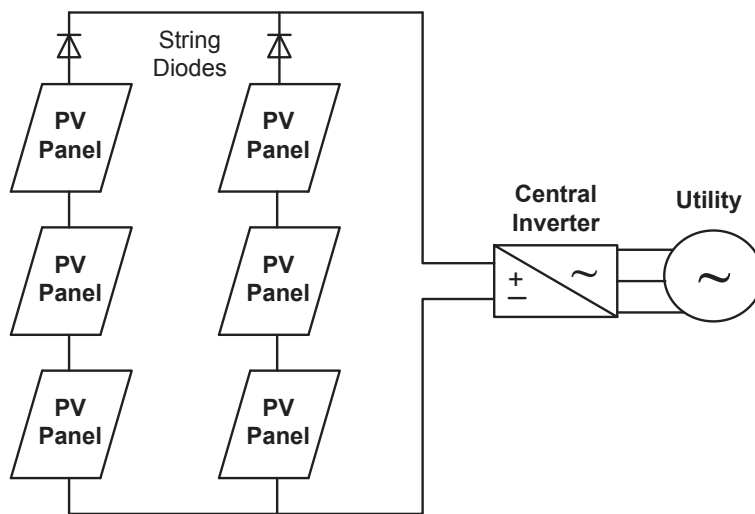 String
Diodes
PV
Panel
PV
Panel
Central
Inverter
Utility
PV
Panel
PV
Panel
+
−
~
~
PV
Panel
PV
Panel